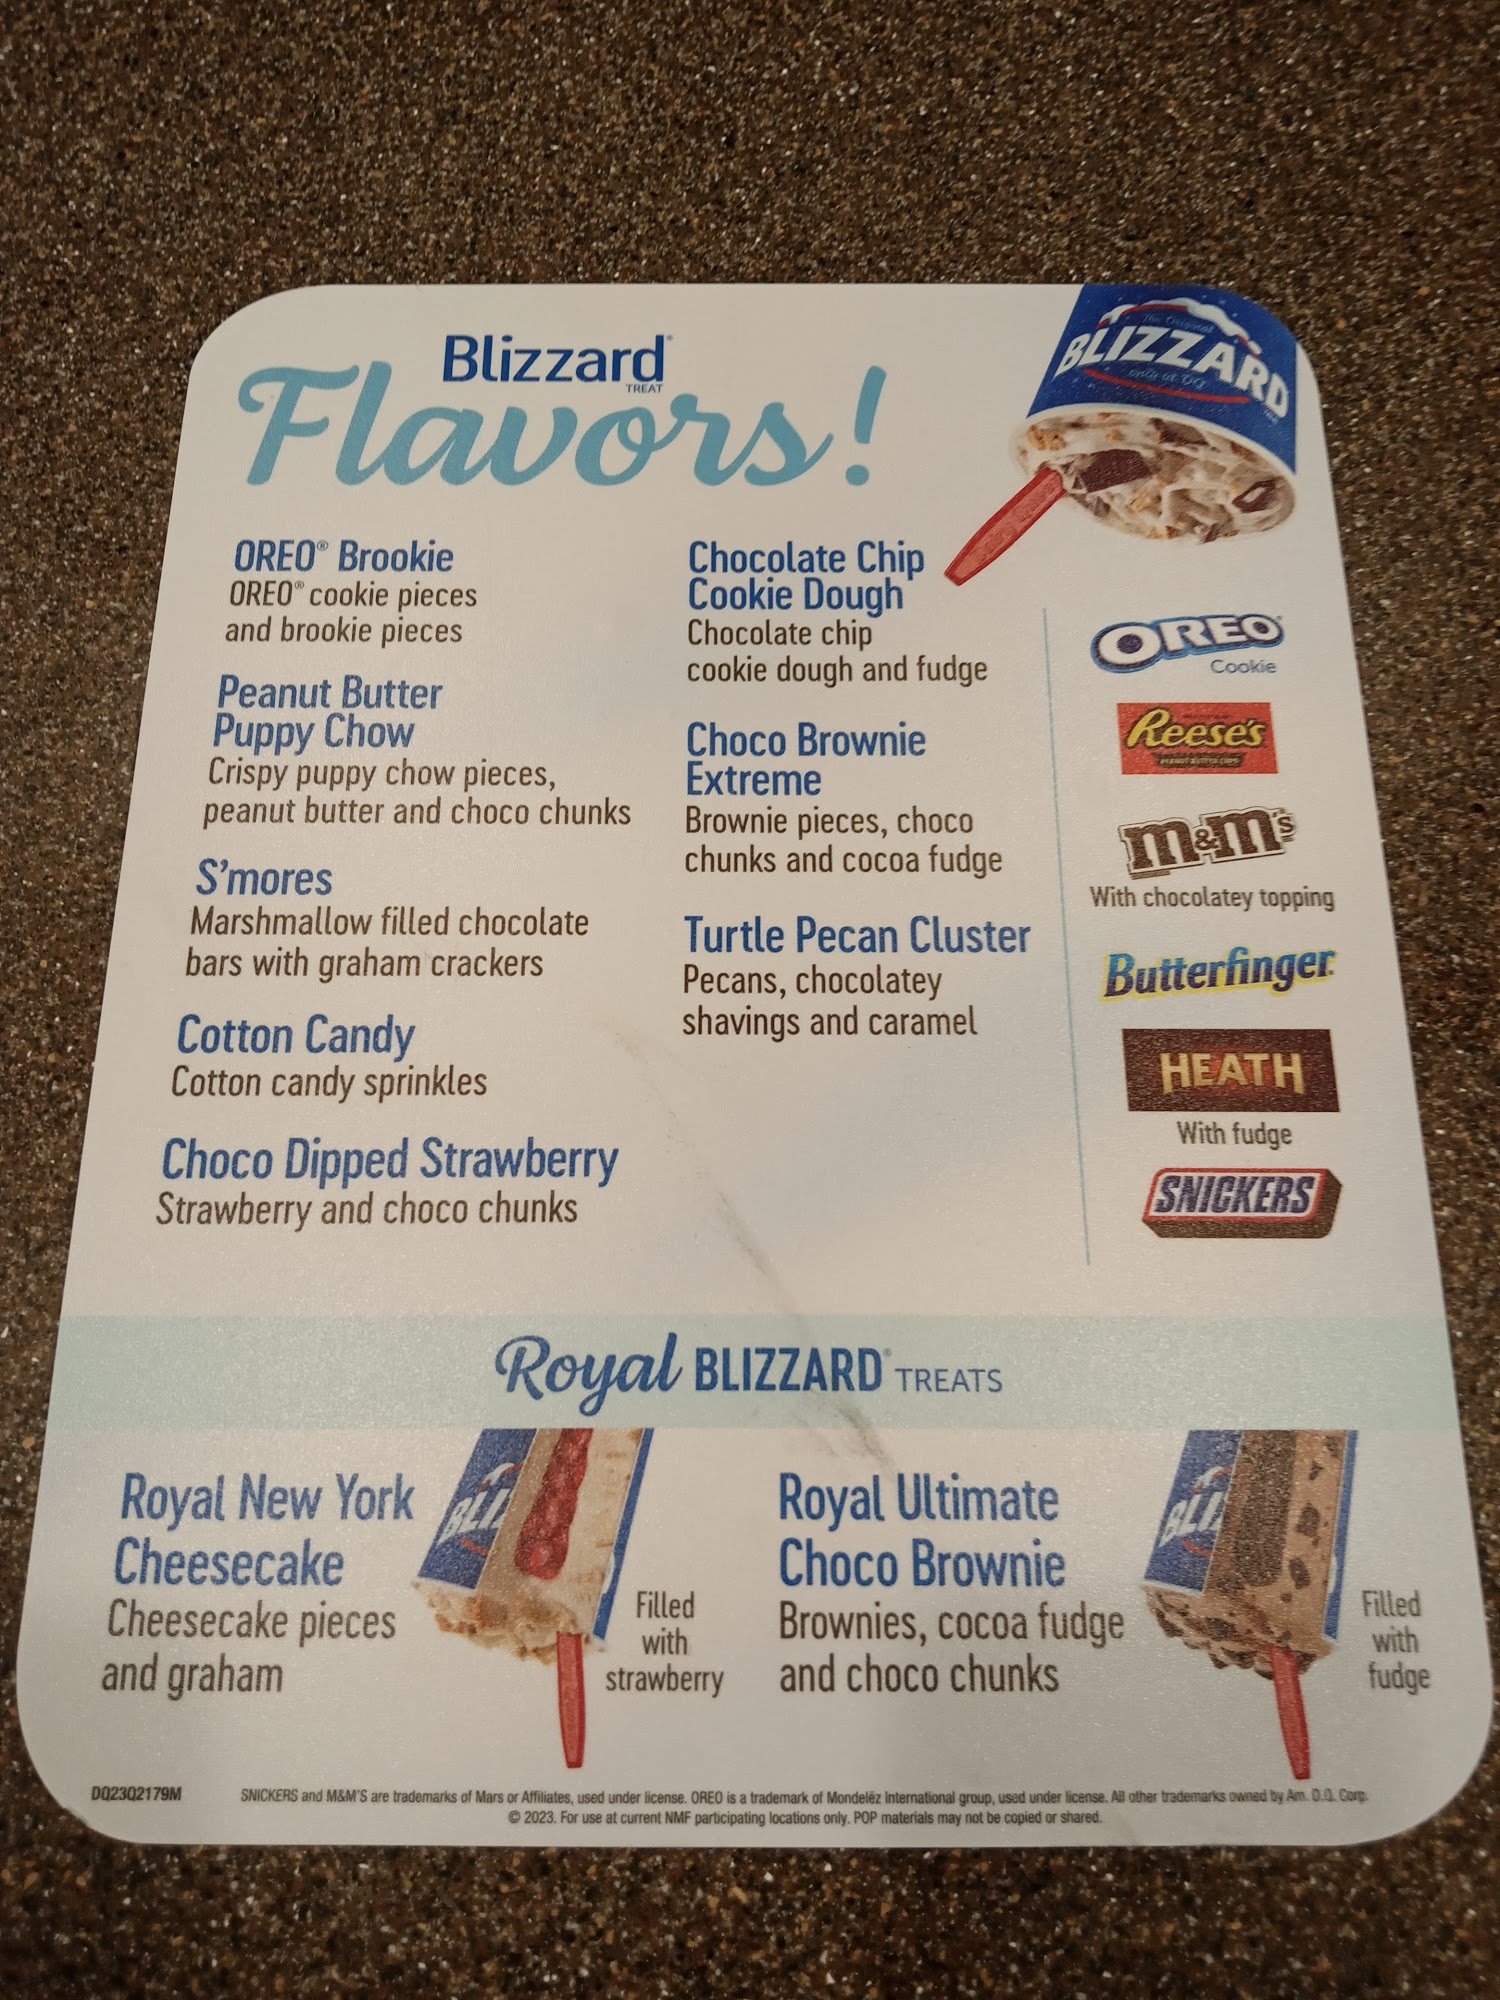 Blizzard®
TREAT
Flavors!
The Original
BLIZZARD
OREO® Brookie
OREO® cookie pieces
and brookie pieces
Peanut Butter
Puppy Chow
Crispy puppy chow pieces,
peanut butter and choco chunks
S'mores
Marshmallow filled chocolate
bars with graham crackers
Cotton Candy
Cotton candy sprinkles
Choco Dipped Strawberry
Strawberry and choco chunks
Chocolate Chip
Cookie Dough
Chocolate chip
cookie dough and fudge
Choco Brownie
Extreme
Brownie pieces, choco
chunks and cocoa fudge
Turtle Pecan Cluster
Pecans, chocolatey
shavings and caramel
OREO
Cookie
Reese's
PEANUT BUTTER CUPS
m&m's
With chocolatey topping
Butterfinger
HEATH
With fudge
SNICKERS
Royal BLIZZARD® TREATS
Royal New York
Cheesecake
Cheesecake pieces
and graham
BLI
Filled
with
strawberry
Royal Ultimate
Choco Brownie
Brownies, cocoa fudge
and choco chunks
BLI
Filled
with
fudge
DQ23Q2179M
SNICKERS and M&M'S are trademarks of Mars or Affiliates, used under license. OREO is a trademark of Mondelēz International group, used under license. All other trademarks owned by Am. D.Q. Corp.
© 2023. For use at current NMF participating locations only. POP materials may not be copied or shared.